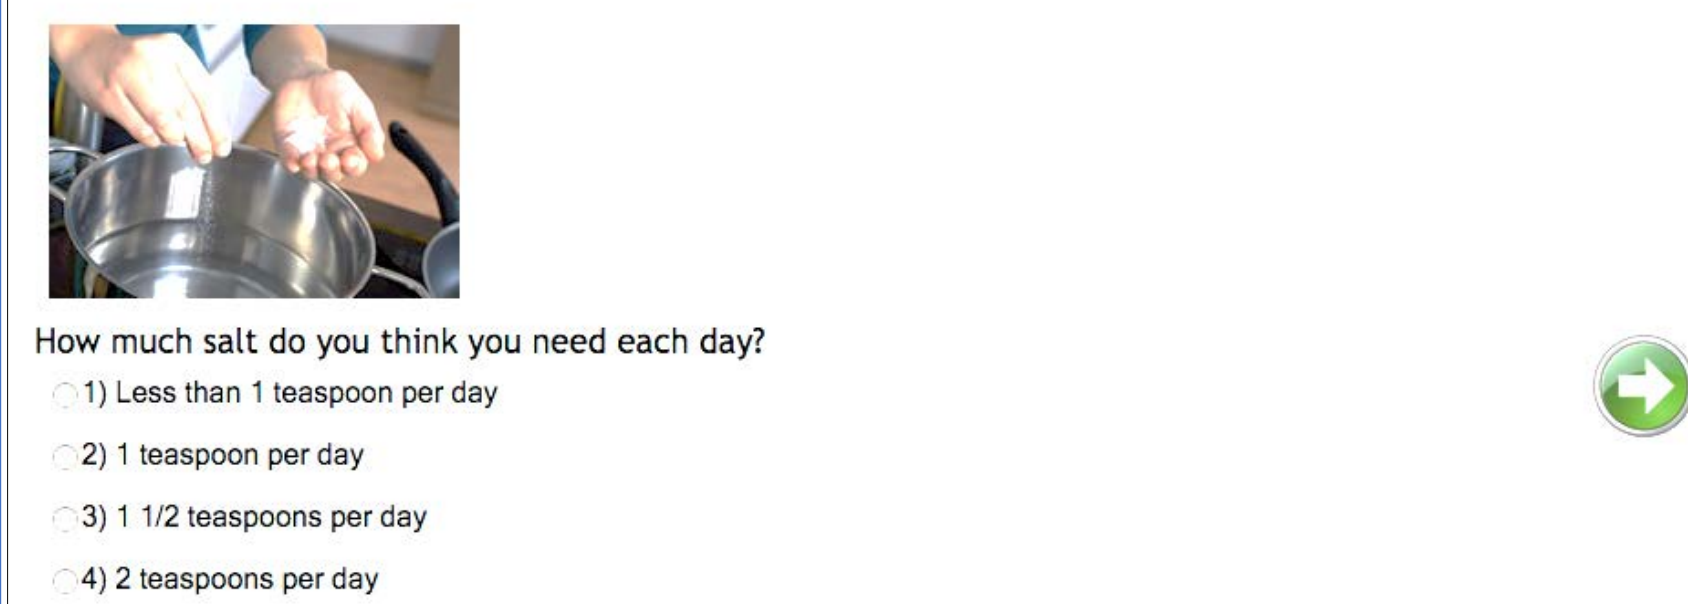 How much salt do you think you need each day?
1) Less than 1 teaspoon per day
2) 1 teaspoon per day
3) 1 1/2 teaspoons per day
4) 2 teaspoons per day